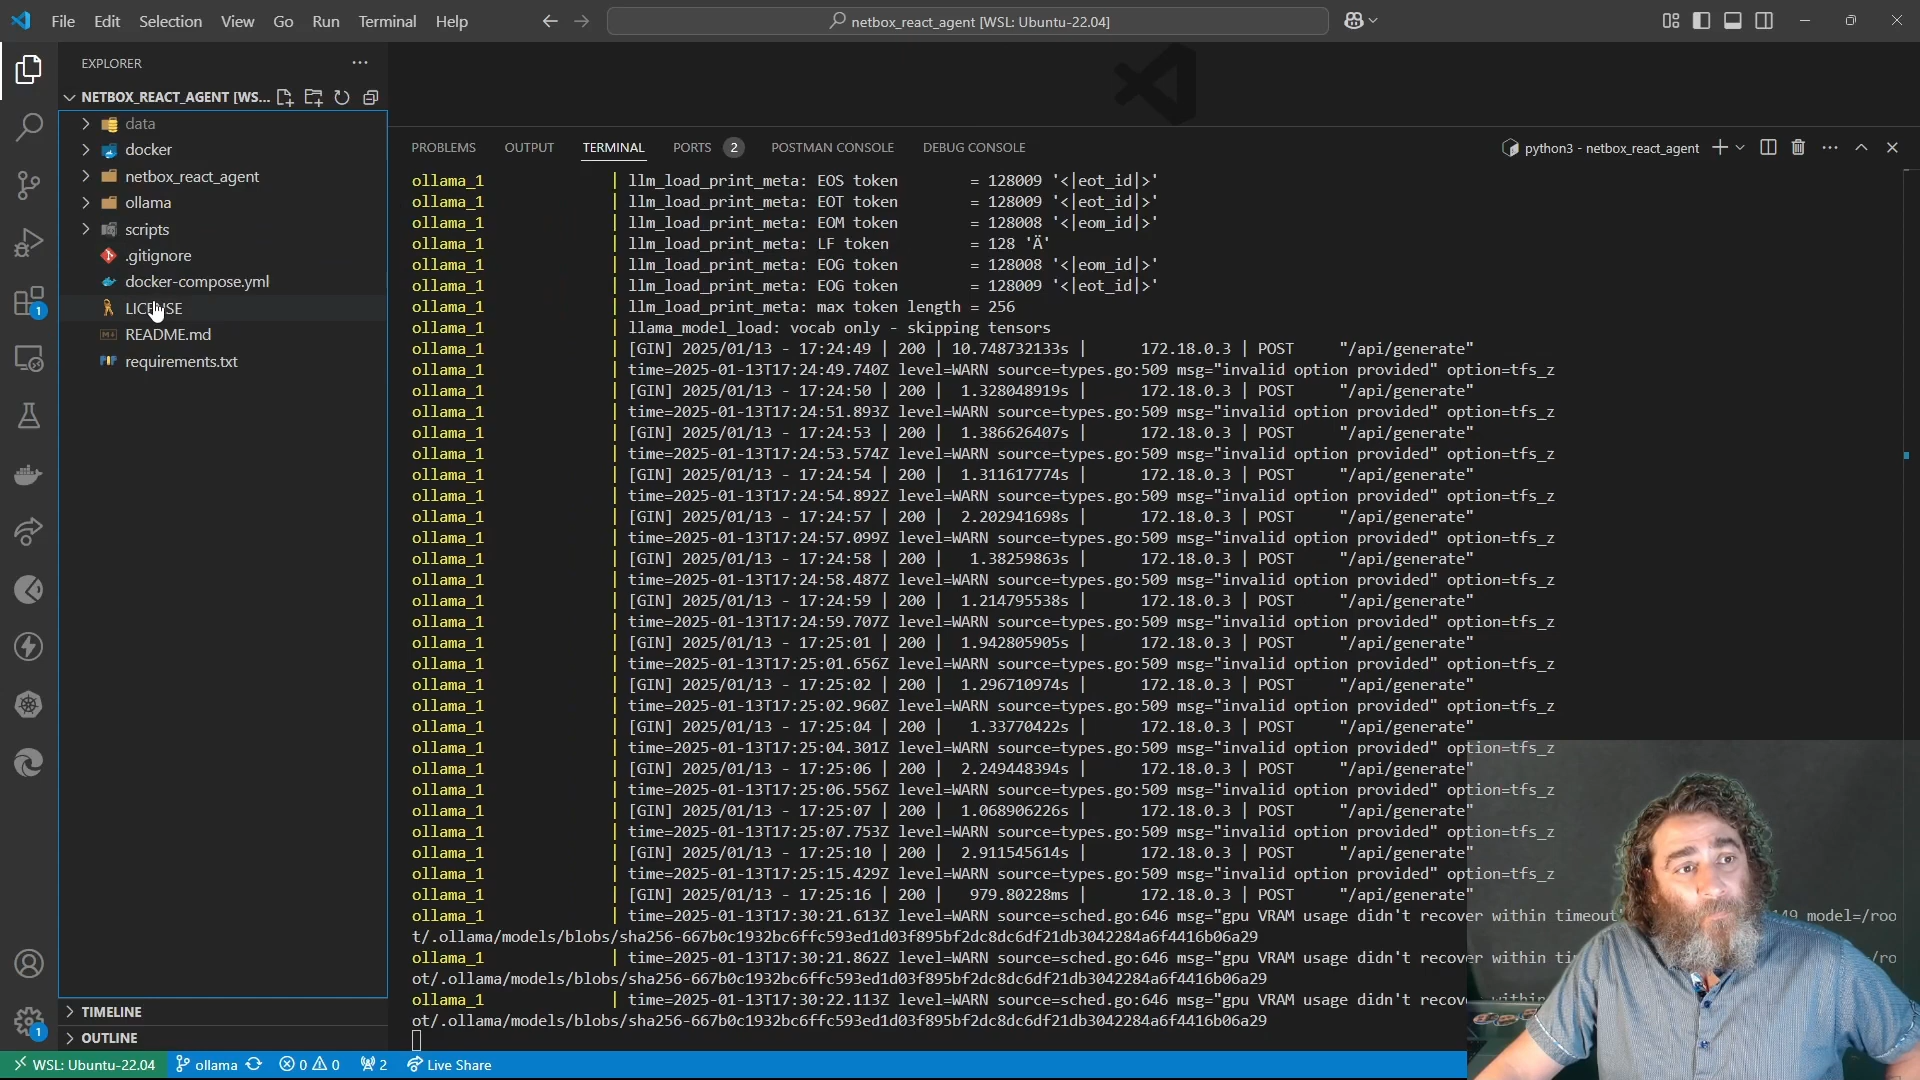 File Edit Selection View Go Run Terminal Help
netbox_react_agent [WSL: Ubuntu-22.04]
EXPLORER
NETBOX_REACT_AGENT [WS...
data
docker
netbox_react_agent
ollama
scripts
.gitignore
docker-compose.yml
LICENSE
README.md
requirements.txt
TIMELINE
OUTLINE
PROBLEMS OUTPUT TERMINAL PORTS 2 POSTMAN CONSOLE DEBUG CONSOLE
python3 - netbox_react_agent
ollama_1 | llm_load_print_meta: EOS token = 128009 '<|eot_id|>'
ollama_1 | llm_load_print_meta: EOT token = 128009 '<|eot_id|>'
ollama_1 | llm_load_print_meta: EOM token = 128008 '<|eom_id|>'
ollama_1 | llm_load_print_meta: LF token = 128 'Ä'
ollama_1 | llm_load_print_meta: EOG token = 128008 '<|eom_id|>'
ollama_1 | llm_load_print_meta: EOG token = 128009 '<|eot_id|>'
ollama_1 | llm_load_print_meta: max token length = 256
ollama_1 | llama_model_load: vocab only - skipping tensors
ollama_1 | [GIN] 2025/01/13 - 17:24:49 | 200 | 10.748732133s | 172.18.0.3 | POST "/api/generate"
ollama_1 | time=2025-01-13T17:24:49.740Z level=WARN source=types.go:509 msg="invalid option provided" option=tfs_z
ollama_1 | [GIN] 2025/01/13 - 17:24:50 | 200 | 1.328048919s | 172.18.0.3 | POST "/api/generate"
ollama_1 | time=2025-01-13T17:24:51.893Z level=WARN source=types.go:509 msg="invalid option provided" option=tfs_z
ollama_1 | [GIN] 2025/01/13 - 17:24:53 | 200 | 1.386626407s | 172.18.0.3 | POST "/api/generate"
ollama_1 | time=2025-01-13T17:24:53.574Z level=WARN source=types.go:509 msg="invalid option provided" option=tfs_z
ollama_1 | [GIN] 2025/01/13 - 17:24:54 | 200 | 1.311617774s | 172.18.0.3 | POST "/api/generate"
ollama_1 | time=2025-01-13T17:24:54.892Z level=WARN source=types.go:509 msg="invalid option provided" option=tfs_z
ollama_1 | [GIN] 2025/01/13 - 17:24:57 | 200 | 2.202941698s | 172.18.0.3 | POST "/api/generate"
ollama_1 | time=2025-01-13T17:24:57.099Z level=WARN source=types.go:509 msg="invalid option provided" option=tfs_z
ollama_1 | [GIN] 2025/01/13 - 17:24:58 | 200 | 1.38259863s | 172.18.0.3 | POST "/api/generate"
ollama_1 | time=2025-01-13T17:24:58.487Z level=WARN source=types.go:509 msg="invalid option provided" option=tfs_z
ollama_1 | [GIN] 2025/01/13 - 17:24:59 | 200 | 1.214795538s | 172.18.0.3 | POST "/api/generate"
ollama_1 | time=2025-01-13T17:24:59.707Z level=WARN source=types.go:509 msg="invalid option provided" option=tfs_z
ollama_1 | [GIN] 2025/01/13 - 17:25:01 | 200 | 1.942805905s | 172.18.0.3 | POST "/api/generate"
ollama_1 | time=2025-01-13T17:25:01.656Z level=WARN source=types.go:509 msg="invalid option provided" option=tfs_z
ollama_1 | [GIN] 2025/01/13 - 17:25:02 | 200 | 1.296710974s | 172.18.0.3 | POST "/api/generate"
ollama_1 | time=2025-01-13T17:25:02.960Z level=WARN source=types.go:509 msg="invalid option provided" option=tfs_z
ollama_1 | [GIN] 2025/01/13 - 17:25:04 | 200 | 1.33770422s | 172.18.0.3 | POST "/api/generate"
ollama_1 | time=2025-01-13T17:25:04.301Z level=WARN source=types.go:509 msg="invalid option provided" option=tfs_z
ollama_1 | [GIN] 2025/01/13 - 17:25:06 | 200 | 2.249448394s | 172.18.0.3 | POST "/api/generate"
ollama_1 | time=2025-01-13T17:25:06.556Z level=WARN source=types.go:509 msg="invalid option provided" option=tfs_z
ollama_1 | [GIN] 2025/01/13 - 17:25:07 | 200 | 1.068906226s | 172.18.0.3 | POST "/api/generate"
ollama_1 | time=2025-01-13T17:25:07.753Z level=WARN source=types.go:509 msg="invalid option provided" option=tfs_z
ollama_1 | [GIN] 2025/01/13 - 17:25:10 | 200 | 2.911545614s | 172.18.0.3 | POST "/api/generate"
ollama_1 | time=2025-01-13T17:25:15.429Z level=WARN source=types.go:509 msg="invalid option provided" option=tfs_z
ollama_1 | [GIN] 2025/01/13 - 17:25:16 | 200 | 979.80228ms | 172.18.0.3 | POST "/api/generate"
ollama_1 | time=2025-01-13T17:30:21.613Z level=WARN source=sched.go:646 msg="gpu VRAM usage didn't recover within timeout" model=/roo
t/.ollama/models/blobs/sha256-667b0c1932bc6ffc593ed1d03f895bf2dc8dc6df21db3042284a6f4416b06a29
ollama_1 | time=2025-01-13T17:30:21.862Z level=WARN source=sched.go:646 msg="gpu VRAM usage didn't recover within
ot/.ollama/models/blobs/sha256-667b0c1932bc6ffc593ed1d03f895bf2dc8dc6df21db3042284a6f4416b06a29
ollama_1 | time=2025-01-13T17:30:22.113Z level=WARN source=sched.go:646 msg="gpu VRAM usage didn't
ot/.ollama/models/blobs/sha256-667b0c1932bc6ffc593ed1d03f895bf2dc8dc6df21db3042284a6f4416b06a29
WSL: Ubuntu-22.04 ollama 0 0 2 Live Share